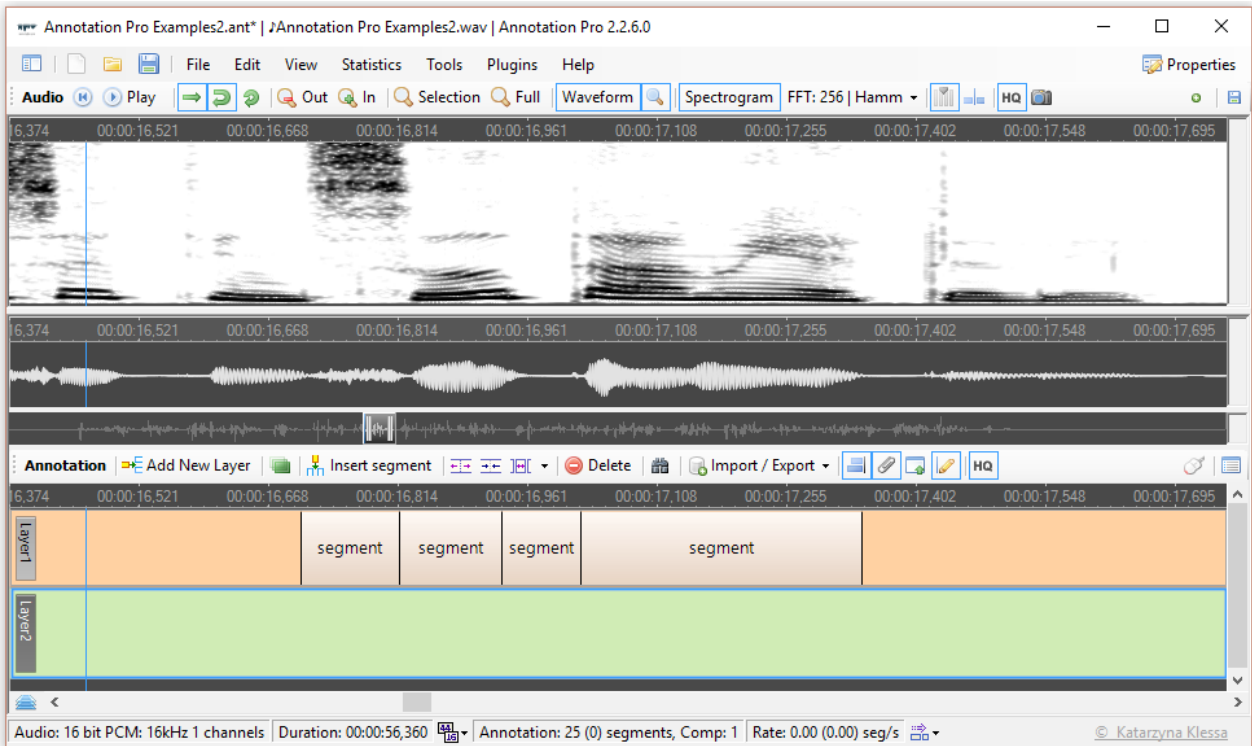 Annotation Pro Examples2.ant* | ♪Annotation Pro Examples2.wav | Annotation Pro 2.2.6.0
File Edit View Statistics Tools Plugins Help Properties
Audio Play Out In Selection Full Waveform Spectrogram FFT: 256 | Hamm HQ
16,374 00:00:16,521 00:00:16,668 00:00:16,814 00:00:16,961 00:00:17,108 00:00:17,255 00:00:17,402 00:00:17,548 00:00:17,695
16,374 00:00:16,521 00:00:16,668 00:00:16,814 00:00:16,961 00:00:17,108 00:00:17,255 00:00:17,402 00:00:17,548 00:00:17,695
Annotation Add New Layer Insert segment Delete Import / Export HQ
16,374 00:00:16,521 00:00:16,668 00:00:16,814 00:00:16,961 00:00:17,108 00:00:17,255 00:00:17,402 00:00:17,548 00:00:17,695
Layer1 segment segment segment segment
Layer2
Audio: 16 bit PCM: 16kHz 1 channels Duration: 00:00:56,360 44 16 Annotation: 25 (0) segments, Comp: 1 Rate: 0.00 (0.00) seg/s © Katarzyna Klessa